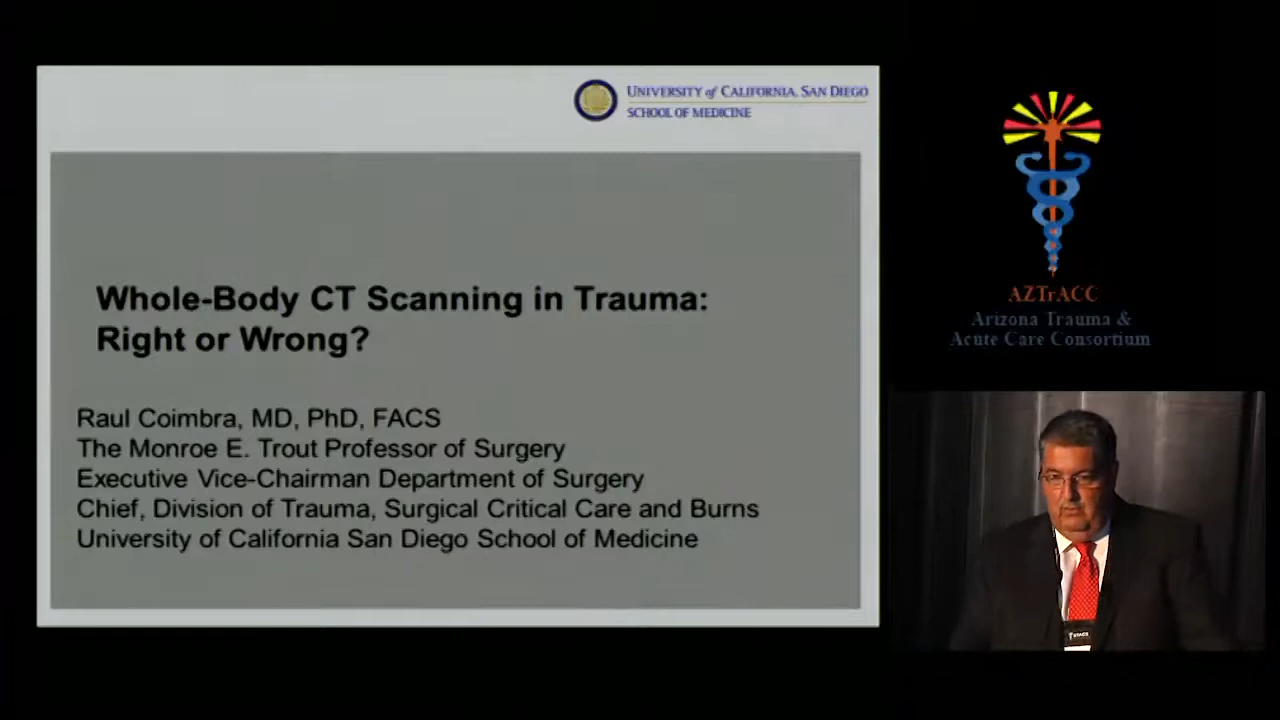 UNIVERSITY of CALIFORNIA, SAN DIEGO
SCHOOL OF MEDICINE
Whole-Body CT Scanning in Trauma:
Right or Wrong?
Raul Coimbra, MD, PhD, FACS
The Monroe E. Trout Professor of Surgery
Executive Vice-Chairman Department of Surgery
Chief, Division of Trauma, Surgical Critical Care and Burns
University of California San Diego School of Medicine
AZTrACC
Arizona Trauma &
Acute Care Consortium